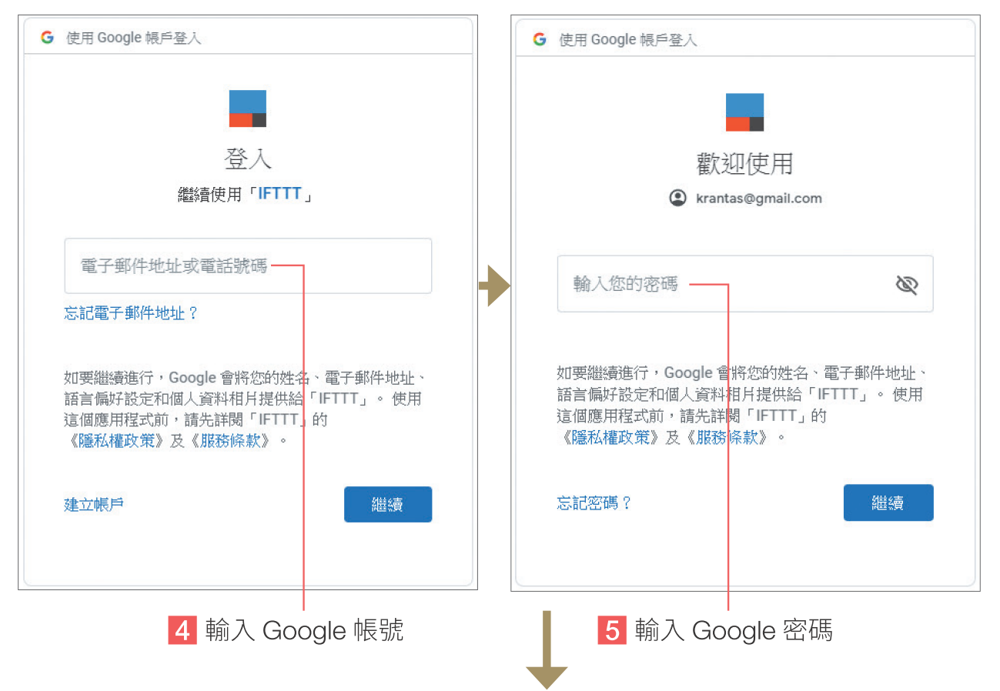 使用 Google 帳戶登入
登入
繼續使用「IFTTT」
電子郵件地址或電話號碼
忘記電子郵件地址？
如要繼續進行，Google 會將您的姓名、電子郵件地址、
語言偏好設定和個人資料相片提供給「IFTTT」。 使用
這個應用程式前，請先詳閱「IFTTT」的
《隱私權政策》及《服務條款》。
建立帳戶
繼續
4 輸入 Google 帳號
使用 Google 帳戶登入
歡迎使用
krantas@gmail.com
輸入您的密碼
如要繼續進行，Google 會將您的姓名、電子郵件地址、
語言偏好設定和個人資料相片提供給「IFTTT」。 使用
這個應用程式前，請先詳閱「IFTTT」的
《隱私權政策》及《服務條款》。
忘記密碼？
繼續
5 輸入 Google 密碼